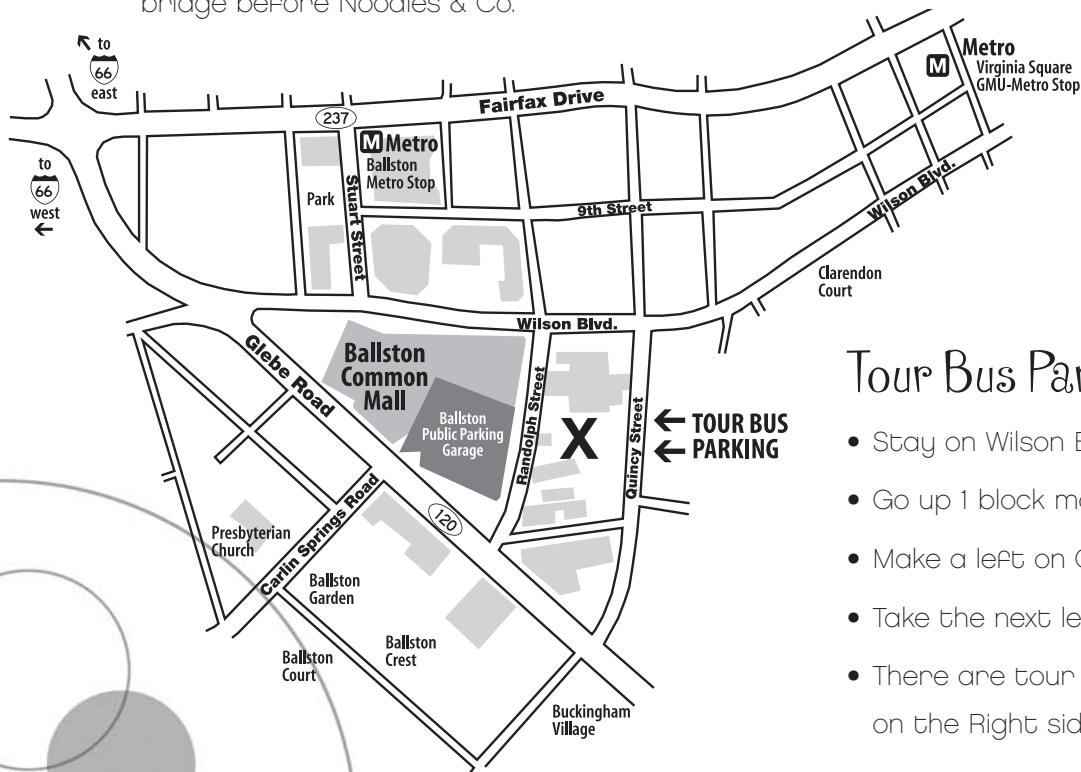 bridge before Noodles & Co.
to
66
east
Metro
Virginia Square
GMU-Metro Stop
Fairfax Drive
237
M Metro
Ballston
Metro Stop
to
66
west
Park
Stuart Street
9th Street
Wilson Blvd.
Clarendon
Court
Wilson Blvd.
Glebe Road
Ballston
Common
Mall
Ballston
Public Parking
Garage
Randolph Street
X
Quincy Street
TOUR BUS
PARKING
120
Presbyterian
Church
Carlin Springs Road
Ballston
Garden
Ballston
Crest
Ballston
Court
Buckingham
Village
Tour Bus
• Stay on Wilson
• Go up 1 block
• Make a left on
• Take the next
• There are tour
on the Right